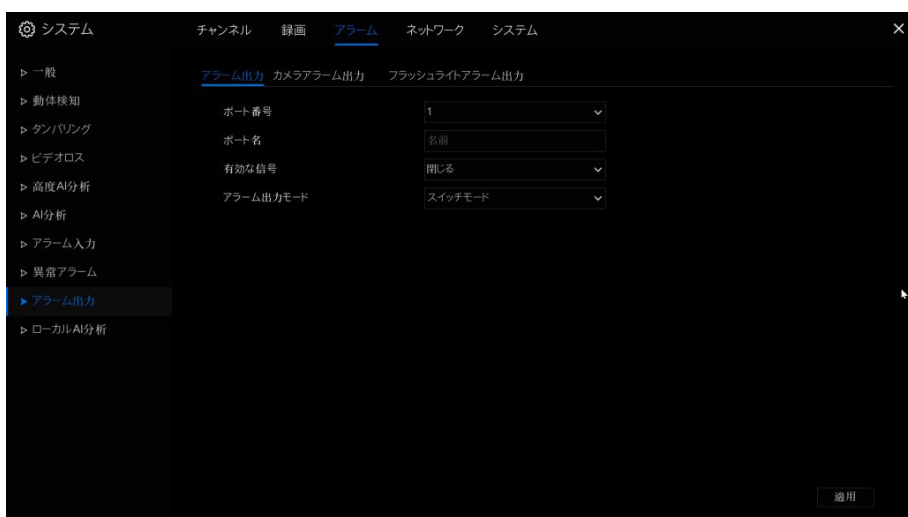 システム
チャンネル 録画 アラーム ネットワーク システム
一般
動体検知
タンパリング
ビデオロス
高度AI分析
AI分析
アラーム入力
異常アラーム
アラーム出力
ローカルAI分析
アラーム出力 カメラアラーム出力 フラッシュライトアラーム出力
ポート番号 1
ポート名 名前
有効な信号 閉じる
アラーム出力モード スイッチモード
適用